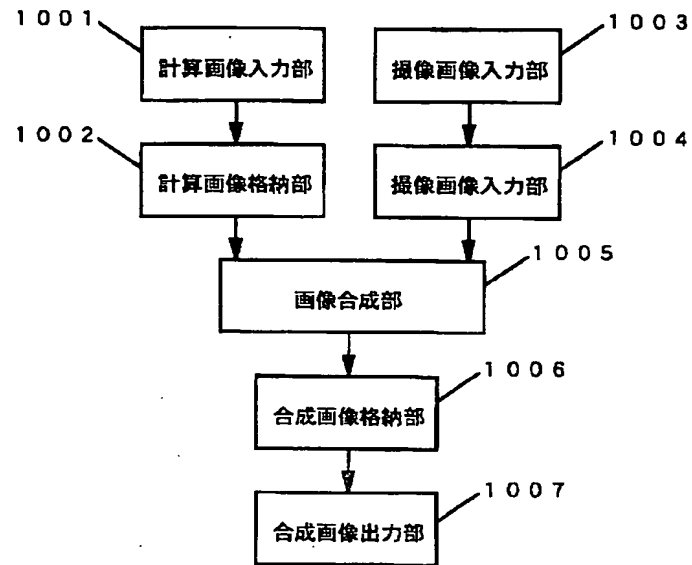 １００１
計算画像入力部
１００３
撮像画像入力部
１００２
計算画像格納部
１００４
撮像画像入力部
１００５
画像合成部
１００６
合成画像格納部
１００７
合成画像出力部